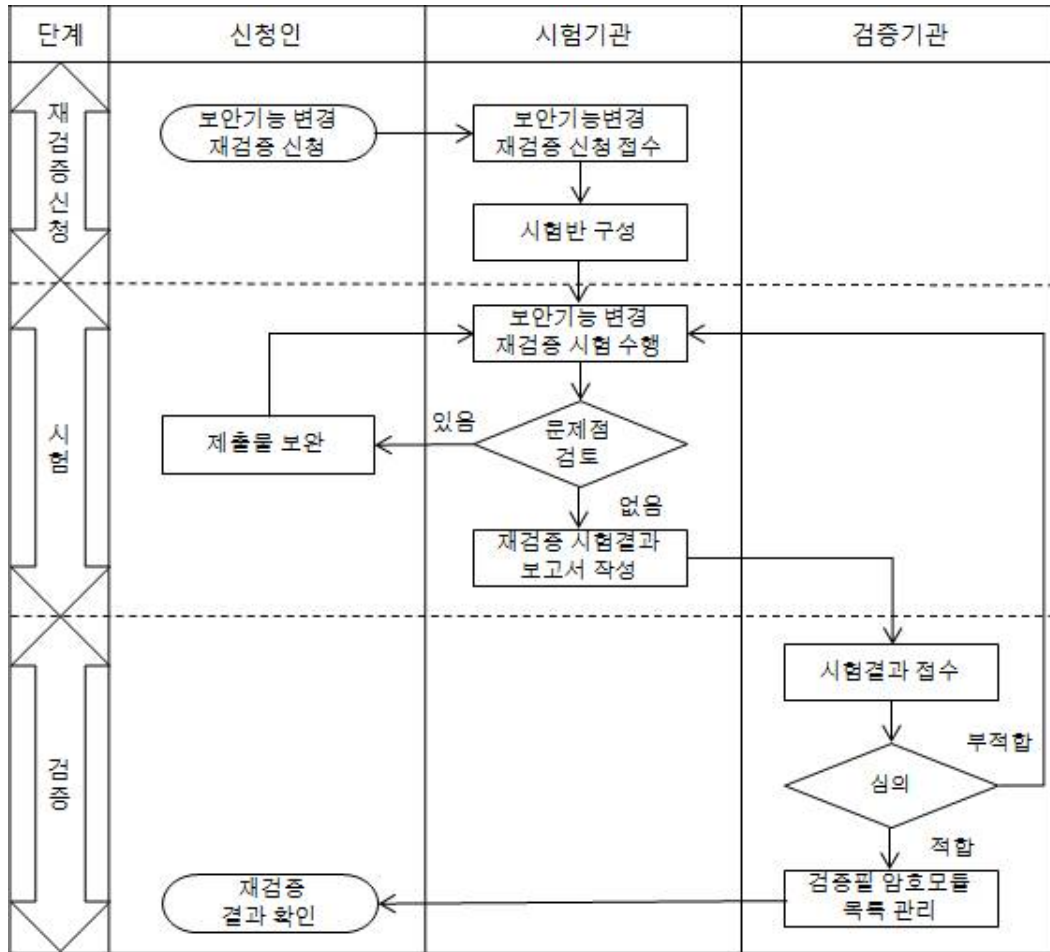 단계
신청인
시험기관
검증기관
재
검
증
신
청
보안기능 변경
재검증 신청
보안기능변경
재검증 신청 접수
시험반 구성
시
험
보안기능 변경
재검증 시험 수행
제출물 보완
있음
문제점
검토
없음
재검증 시험결과
보고서 작성
검
증
시험결과 접수
부적합
심의
적합
검증필 암호모듈
목록 관리
재검증
결과 확인